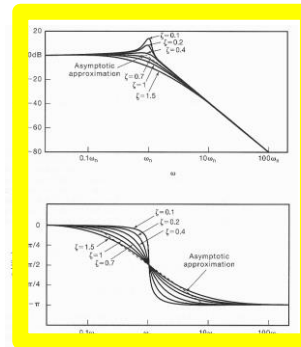 20
ζ=0.1
ζ=0.2
ζ=0.4
0dB
Asymptotic
approximation
−20
ζ=0.7
ζ=1
ζ=1.5
−40
−60
−80
0.1ωₙ
ωₙ
10ωₙ
100ωₙ
ω
0
ζ=0.1
ζ=0.2
ζ=0.4
π/4
ζ=1.5
ζ=1
ζ=0.7
Asymptotic
approximation
π/2
π/4
−π